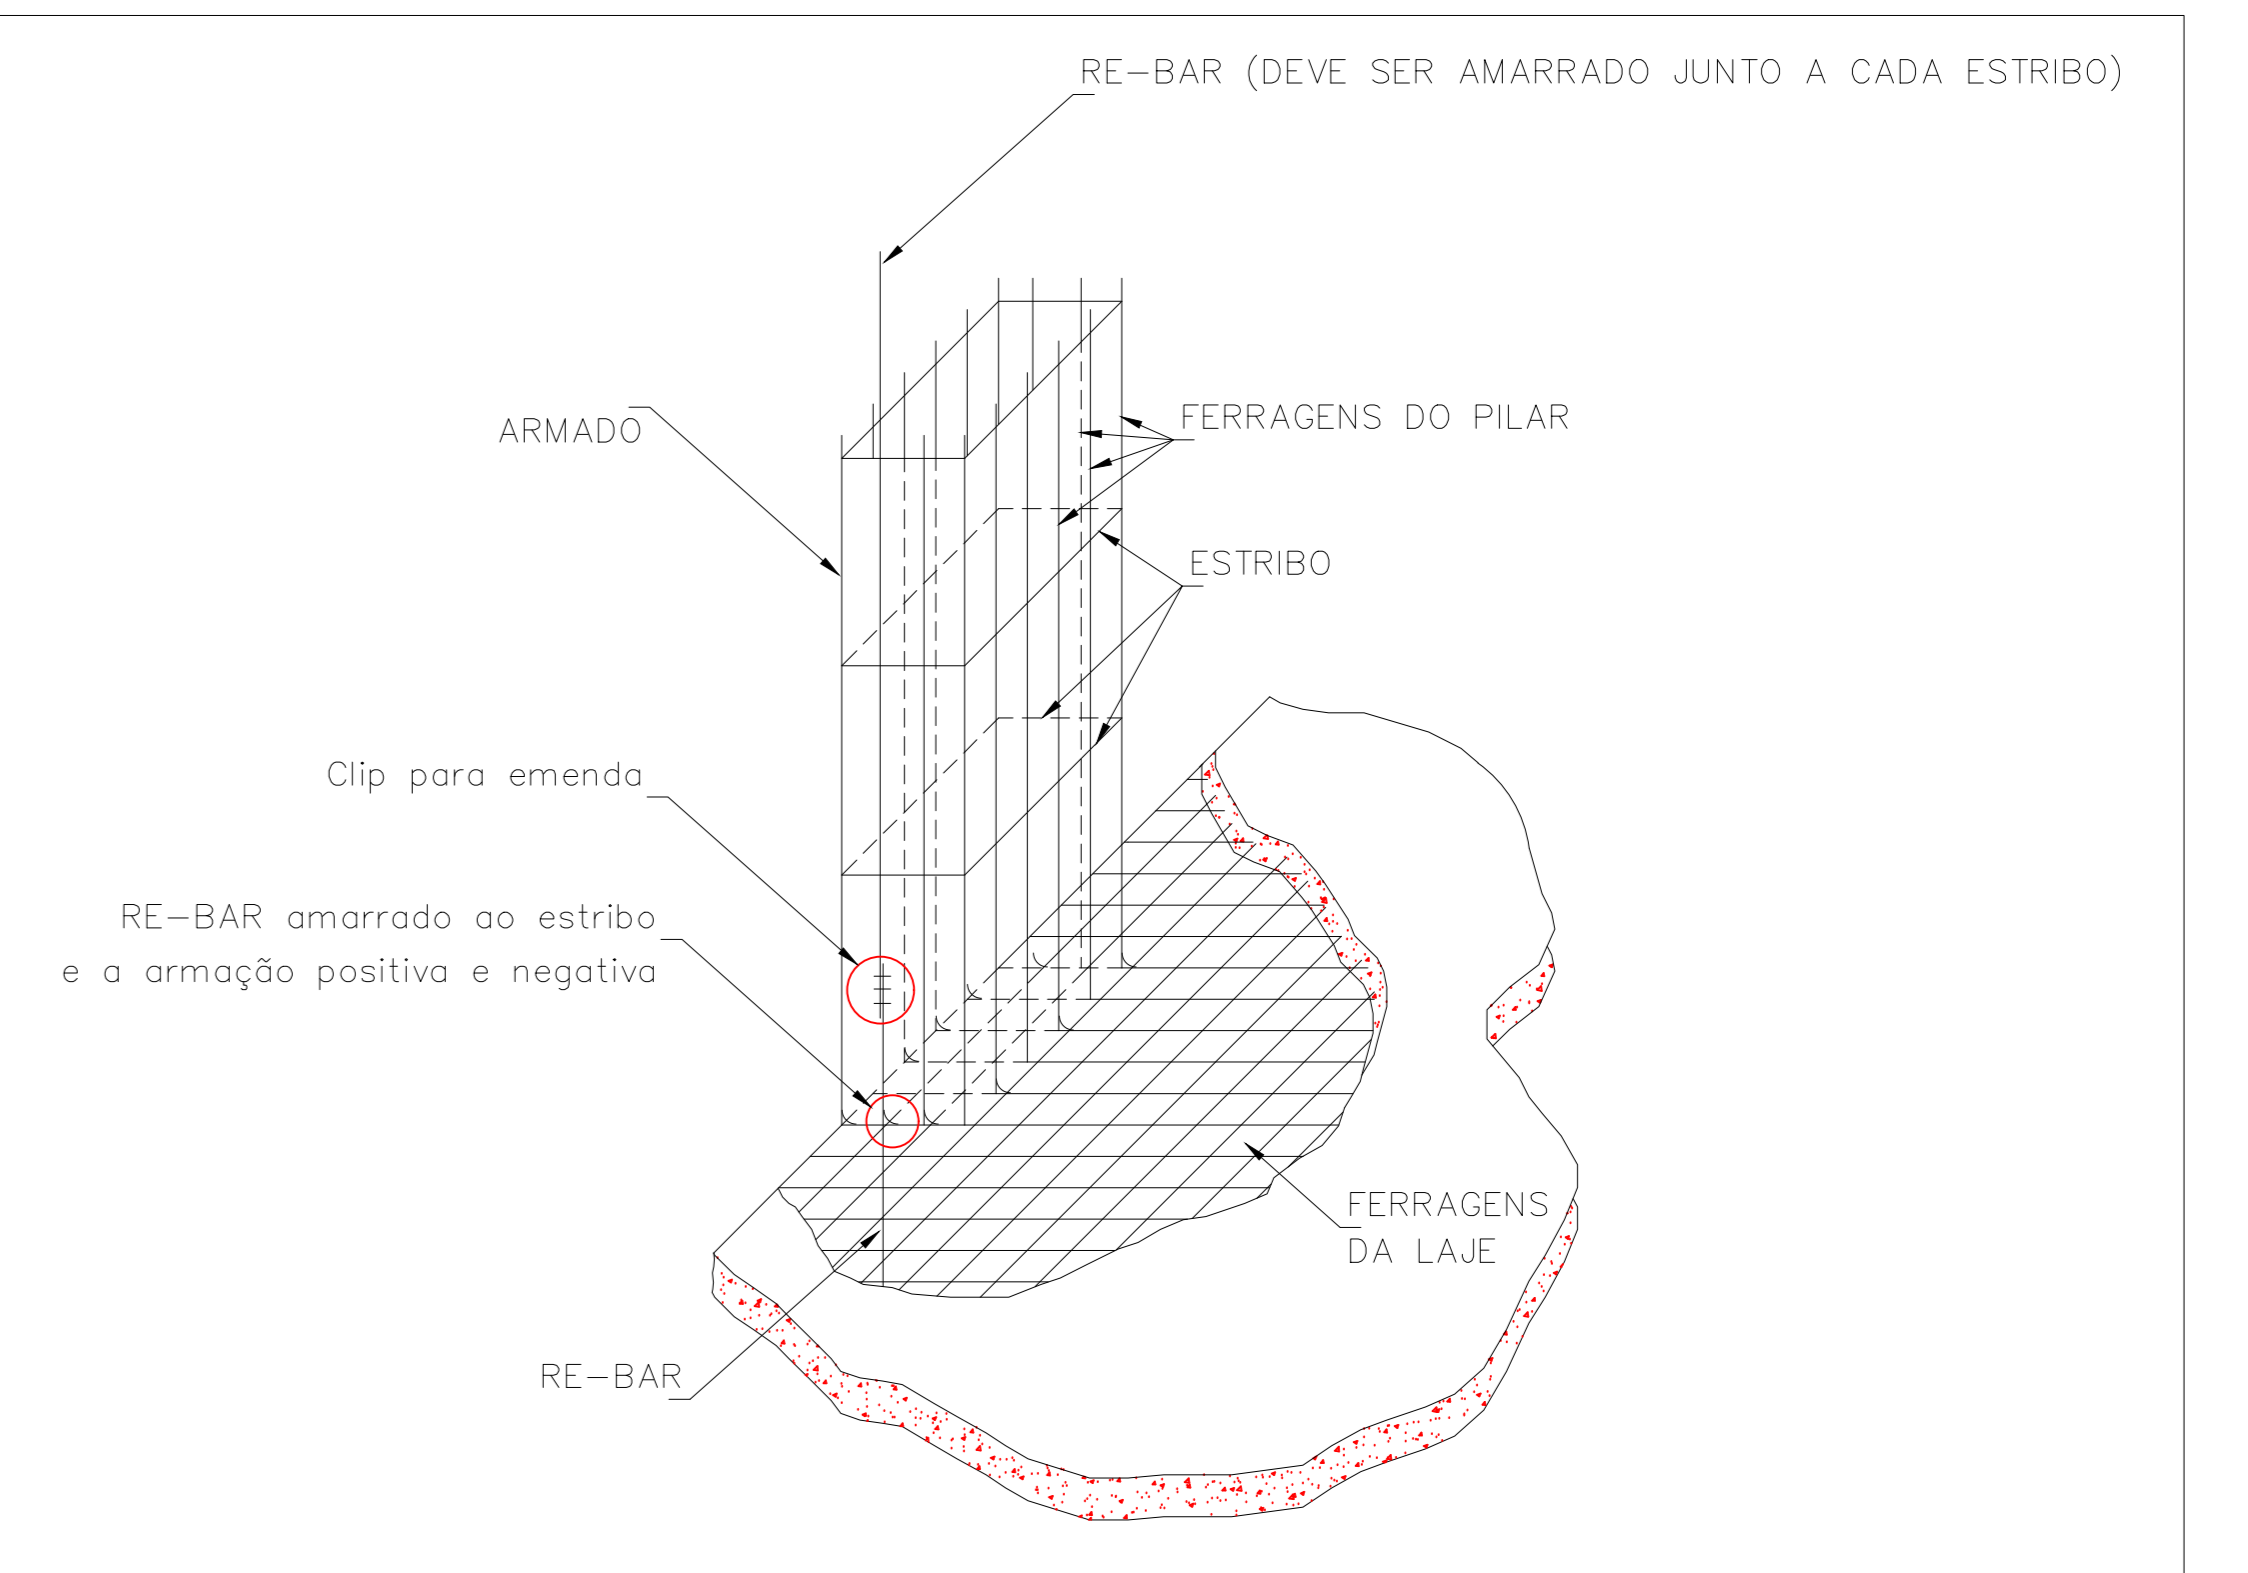 RE-BAR (DEVE SER AMARRADO JUNTO A CADA ESTRIBO)
ARMADO
FERRAGENS DO PILAR
ESTRIBO
Clip para emenda
RE-BAR amarrado ao estribo
e a armação positiva e negativa
FERRAGENS
DA LAJE
RE-BAR